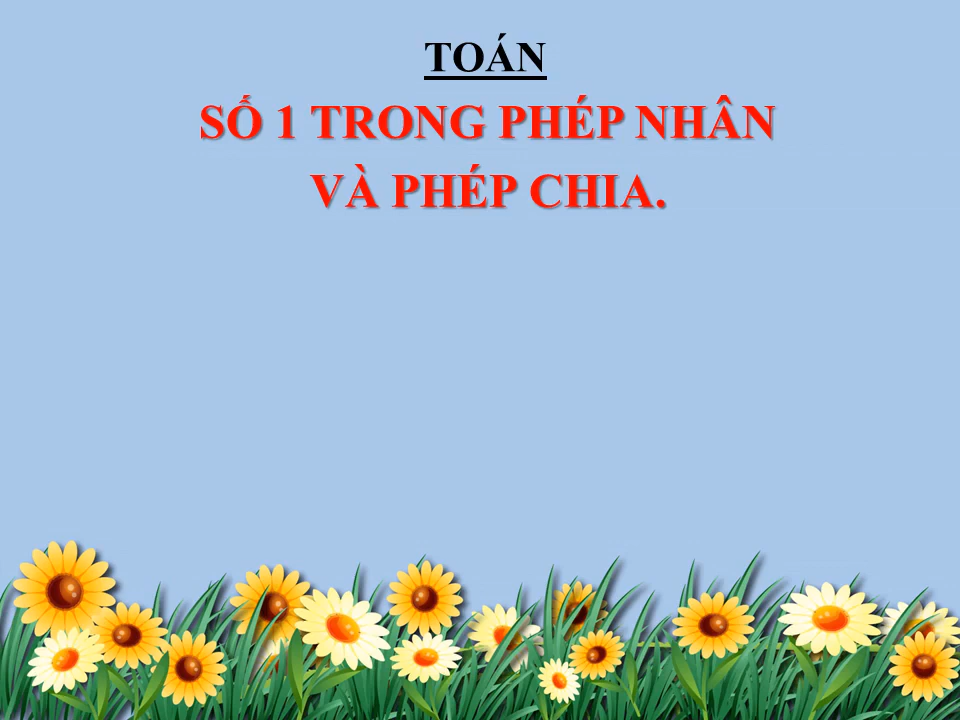 TOÁN
SỐ 1 TRONG PHÉP NHÂN
VÀ PHÉP CHIA.